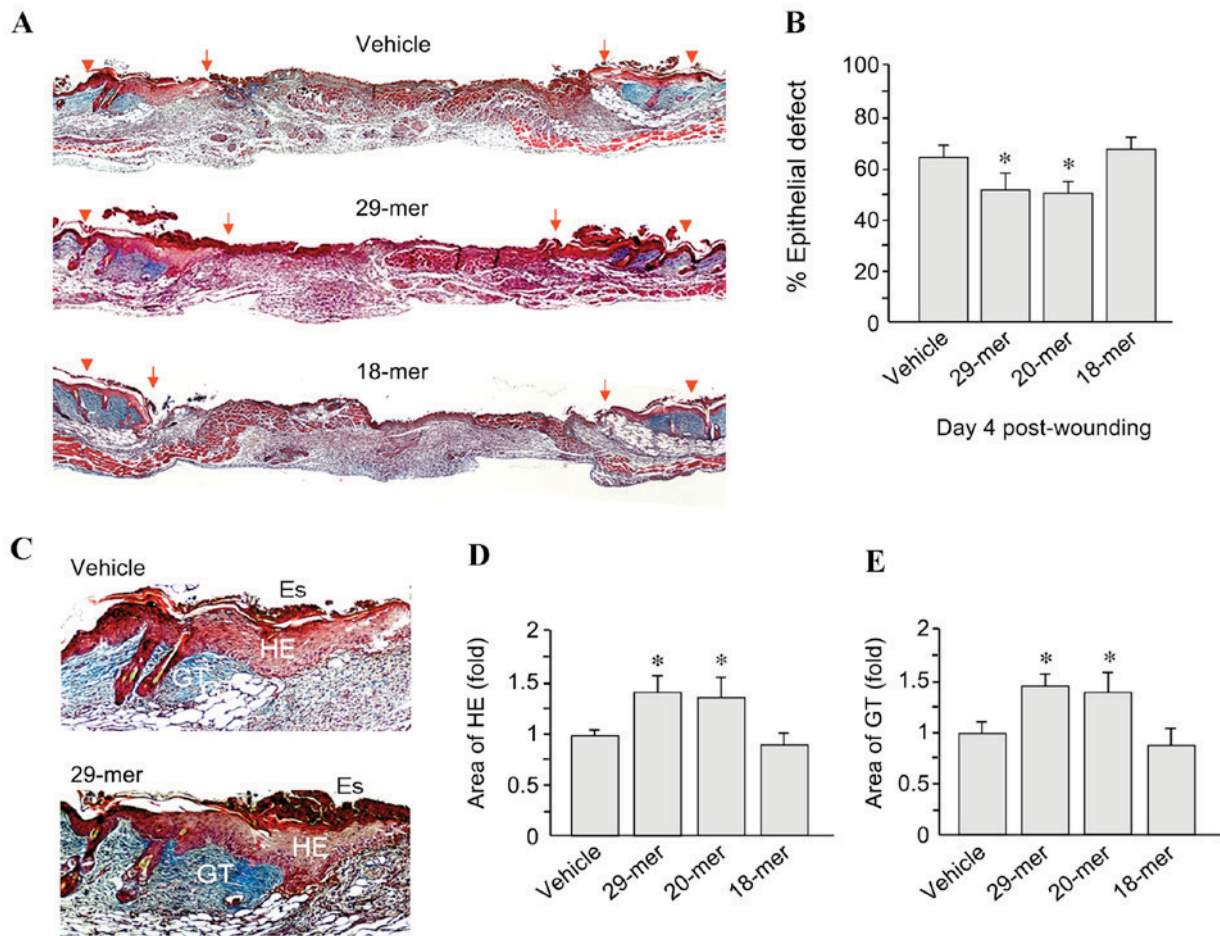 A
Vehicle
29-mer
18-mer
B
% Epithelial defect
100
80
60
40
20
0
*
*
Vehicle
29-mer
20-mer
18-mer
Day 4 post-wounding
C
Vehicle
Es
HE
GT
29-mer
Es
HE
GT
D
Area of HE (fold)
2
1.5
1
0.5
0
*
*
Vehicle
29-mer
20-mer
18-mer
E
Area of GT (fold)
2
1.5
1
0.5
0
*
*
Vehicle
29-mer
20-mer
18-mer